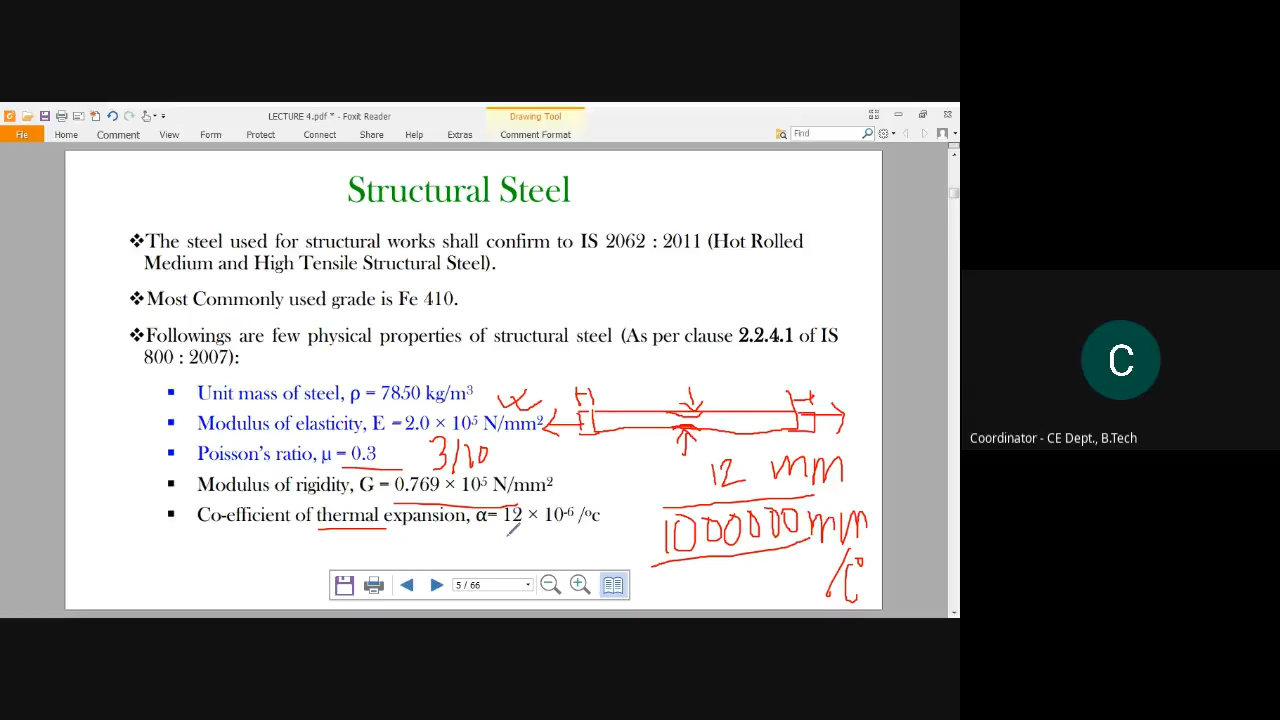 LECTURE 4.pdf * - Foxit Reader
Drawing Tool
File
Home
Comment
View
Form
Protect
Connect
Share
Help
Extras
Comment Format
Find
Structural Steel
❖The steel used for structural works shall confirm to IS 2062 : 2011 (Hot Rolled
Medium and High Tensile Structural Steel).
❖Most Commonly used grade is Fe 410.
❖Followings are few physical properties of structural steel (As per clause 2.2.4.1 of IS
800 : 2007):
▪ Unit mass of steel, ρ = 7850 kg/m³
▪ Modulus of elasticity, E = 2.0 × 10⁵ N/mm²
▪ Poisson's ratio, μ = 0.3
3/10
▪ Modulus of rigidity, G = 0.769 × 10⁵ N/mm²
▪ Co-efficient of thermal expansion, α= 12 × 10⁻⁶ /⁰c
12 mm
1000000 mm
/C°
5 / 66
C
Coordinator - CE Dept., B.Tech